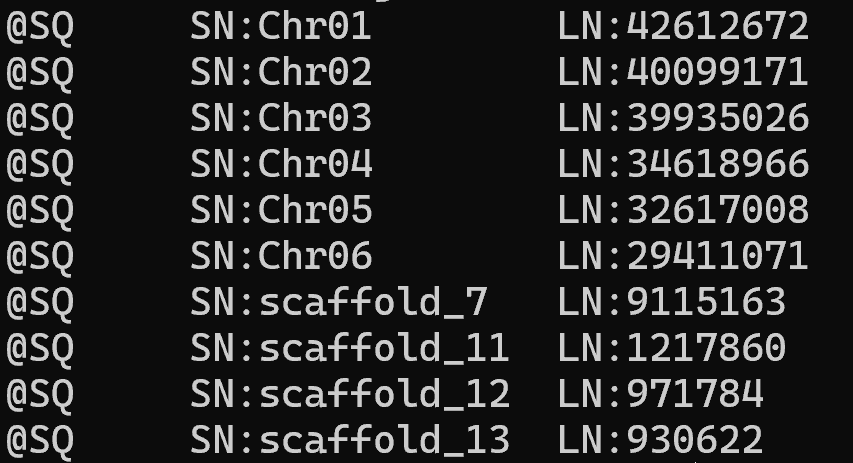 @SQ SN:Chr01 LN:42612672
@SQ SN:Chr02 LN:40099171
@SQ SN:Chr03 LN:39935026
@SQ SN:Chr04 LN:34618966
@SQ SN:Chr05 LN:32617008
@SQ SN:Chr06 LN:29411071
@SQ SN:scaffold_7 LN:9115163
@SQ SN:scaffold_11 LN:1217860
@SQ SN:scaffold_12 LN:971784
@SQ SN:scaffold_13 LN:930622